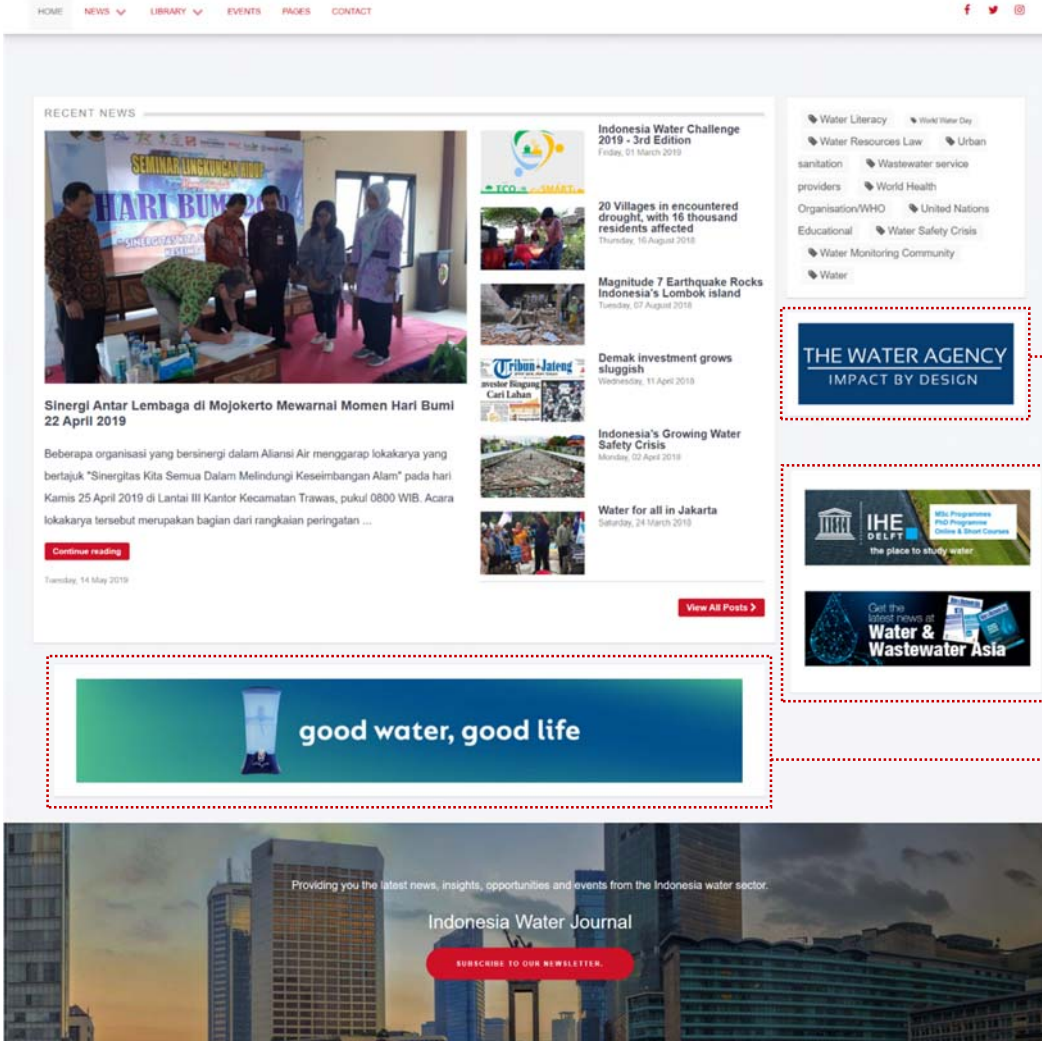 HOME NEWS LIBRARY EVENTS PAGES CONTACT
RECENT NEWS
SEMINAR LINGKUNGAN HIDUP
HARI BUMI
Sinergi Antar Lembaga di Mojokerto Mewarnai Momen Hari Bumi
22 April 2019
Beberapa organisasi yang bersinergi dalam Aliansi Air menggarap lokakarya yang
bertajuk "Sinergitas Kita Semua Dalam Melindungi Keseimbangan Alam" pada hari
Kamis 25 April 2019 di Lantai III Kantor Kecamatan Trawas, pukul 0800 WIB. Acara
lokakarya tersebut merupakan bagian dari rangkaian peringatan ...
Continue reading
Tuesday, 14 May 2019
ECO SMART
Indonesia Water Challenge
2019 - 3rd Edition
Friday, 01 March 2019
20 Villages in encountered
drought, with 16 thousand
residents affected
Thursday, 16 August 2018
Magnitude 7 Earthquake Rocks
Indonesia's Lombok island
Tuesday, 07 August 2018
Tribun Jateng
Investor Bingung
Cari Lahan
Demak investment grows
sluggish
Wednesday, 11 April 2018
Indonesia's Growing Water
Safety Crisis
Monday, 02 April 2018
Water for all in Jakarta
Saturday, 24 March 2018
View All Posts
Water Literacy World Water Day
Water Resources Law Urban
sanitation Wastewater service
providers World Health
Organisation/WHO United Nations
Educational Water Safety Crisis
Water Monitoring Community
Water
THE WATER AGENCY
IMPACT BY DESIGN
UNESCO
IHE
DELFT
MSc Programmes
PhD Programme
Online & Short Courses
the place to study water
Get the
latest news at
Water &
Wastewater Asia
good water, good life
Providing you the latest news, insights, opportunities and events from the Indonesia water sector.
Indonesia Water Journal
SUBSCRIBE TO OUR NEWSLETTER.